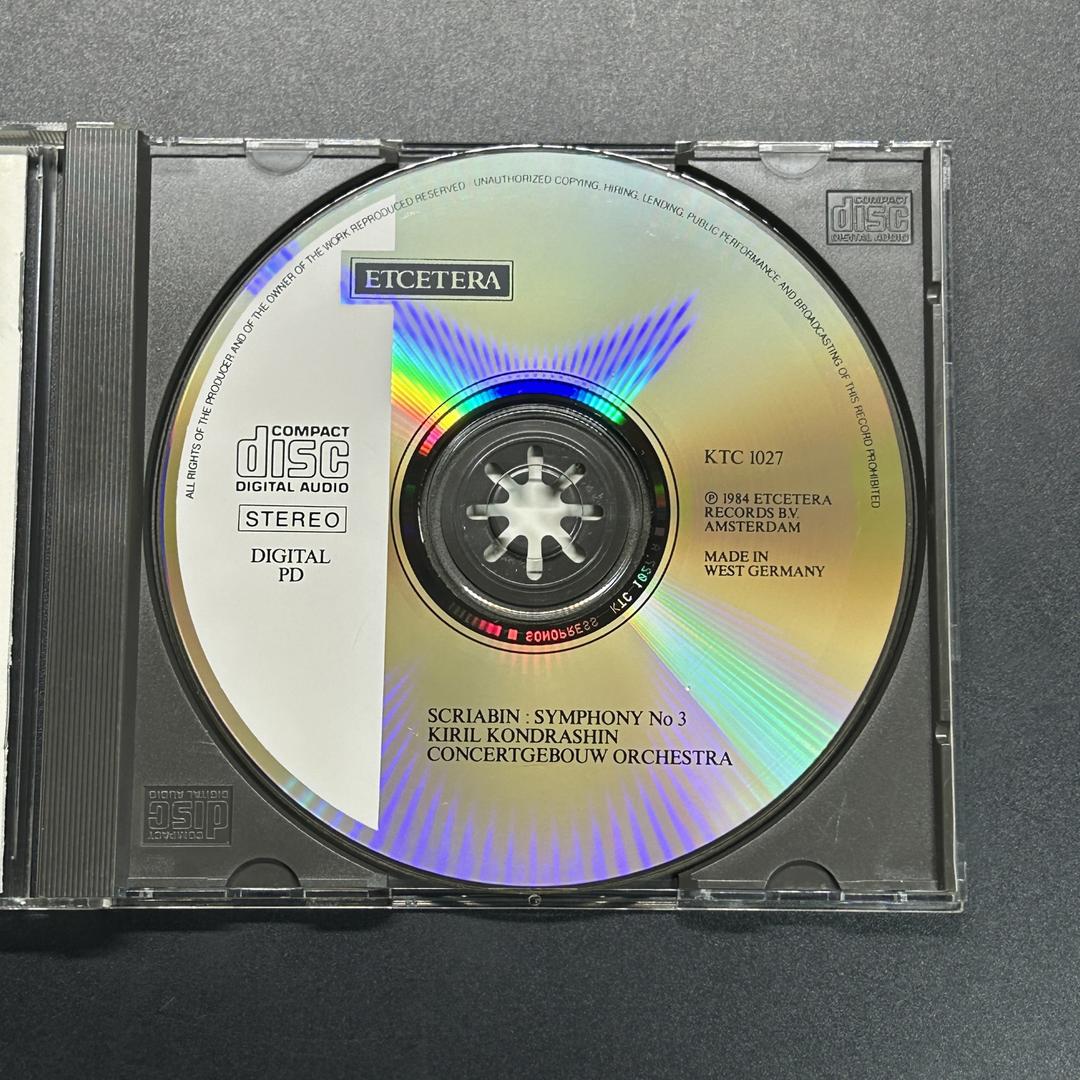 ALL RIGHTS OF THE PRODUCER AND OF THE OWNER OF THE WORK REPRODUCED RESERVED UNAUTHORIZED COPYING, HIRING, LENDING, PUBLIC PERFORMANCE AND BROADCASTING OF THIS RECORD PROHIBITED
COMPACT
disc
DIGITAL AUDIO
ETCETERA
COMPACT
disc
DIGITAL AUDIO
STEREO
DIGITAL
PD
KTC 1027
℗ 1984 ETCETERA
RECORDS B.V.
AMSTERDAM
MADE IN
WEST GERMANY
SONOPRESS KTC
SCRIABIN : SYMPHONY No 3
KIRIL KONDRASHIN
CONCERTGEBOUW ORCHESTRA
COMPACT
disc
DIGITAL AUDIO